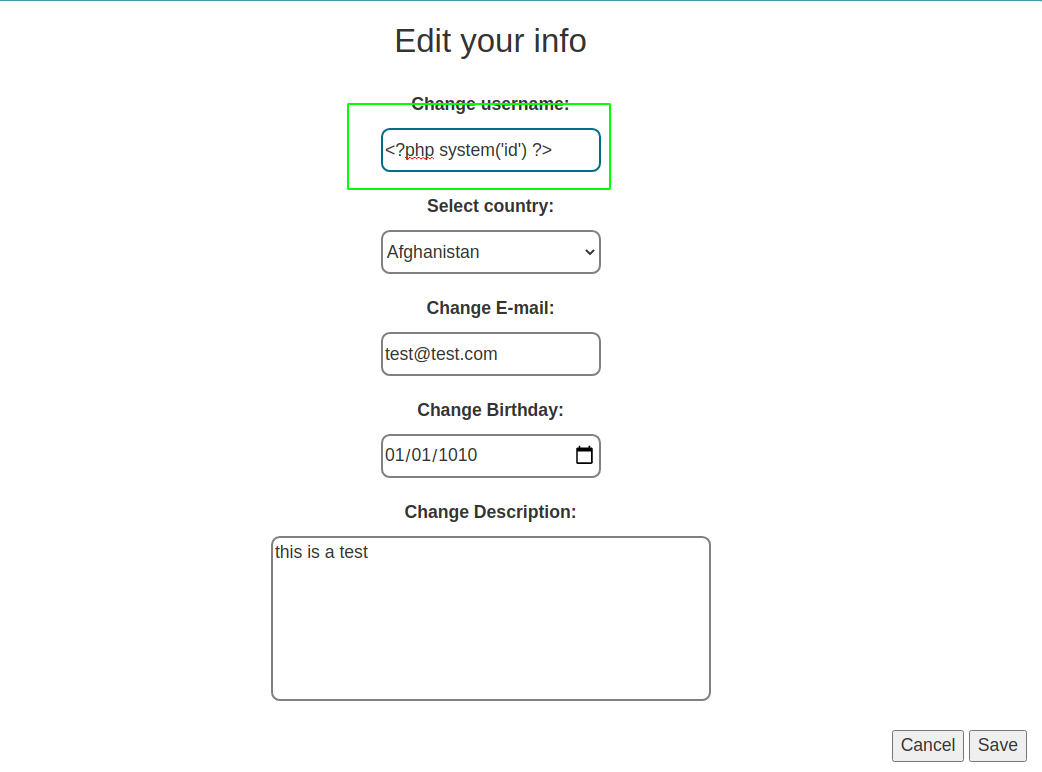 Edit your info
Change username:
<?php system('id') ?>
Select country:
Afghanistan
Change E-mail:
test@test.com
Change Birthday:
01/01/1010
Change Description:
this is a test
Cancel Save